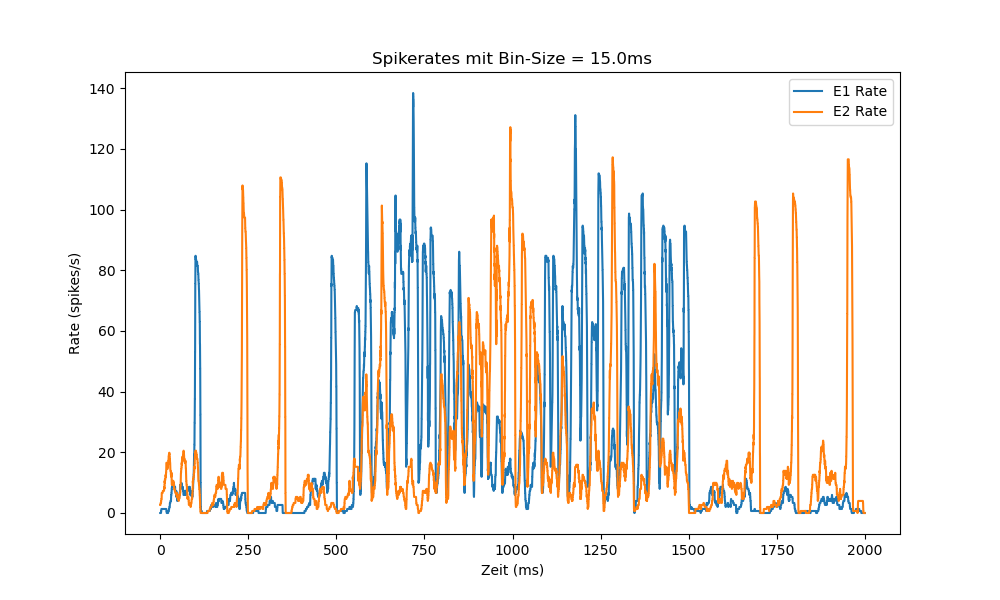 Spikerates mit Bin-Size = 15.0ms
E1 Rate
E2 Rate
140
120
100
80
60
40
20
0
Rate (spikes/s)
0 250 500 750 1000 1250 1500 1750 2000
Zeit (ms)